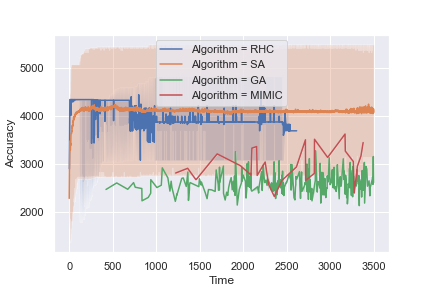 Algorithm = RHC
Algorithm = SA
Algorithm = GA
Algorithm = MIMIC
5000
4000
3000
2000
Accuracy
0 500 1000 1500 2000 2500 3000 3500
Time